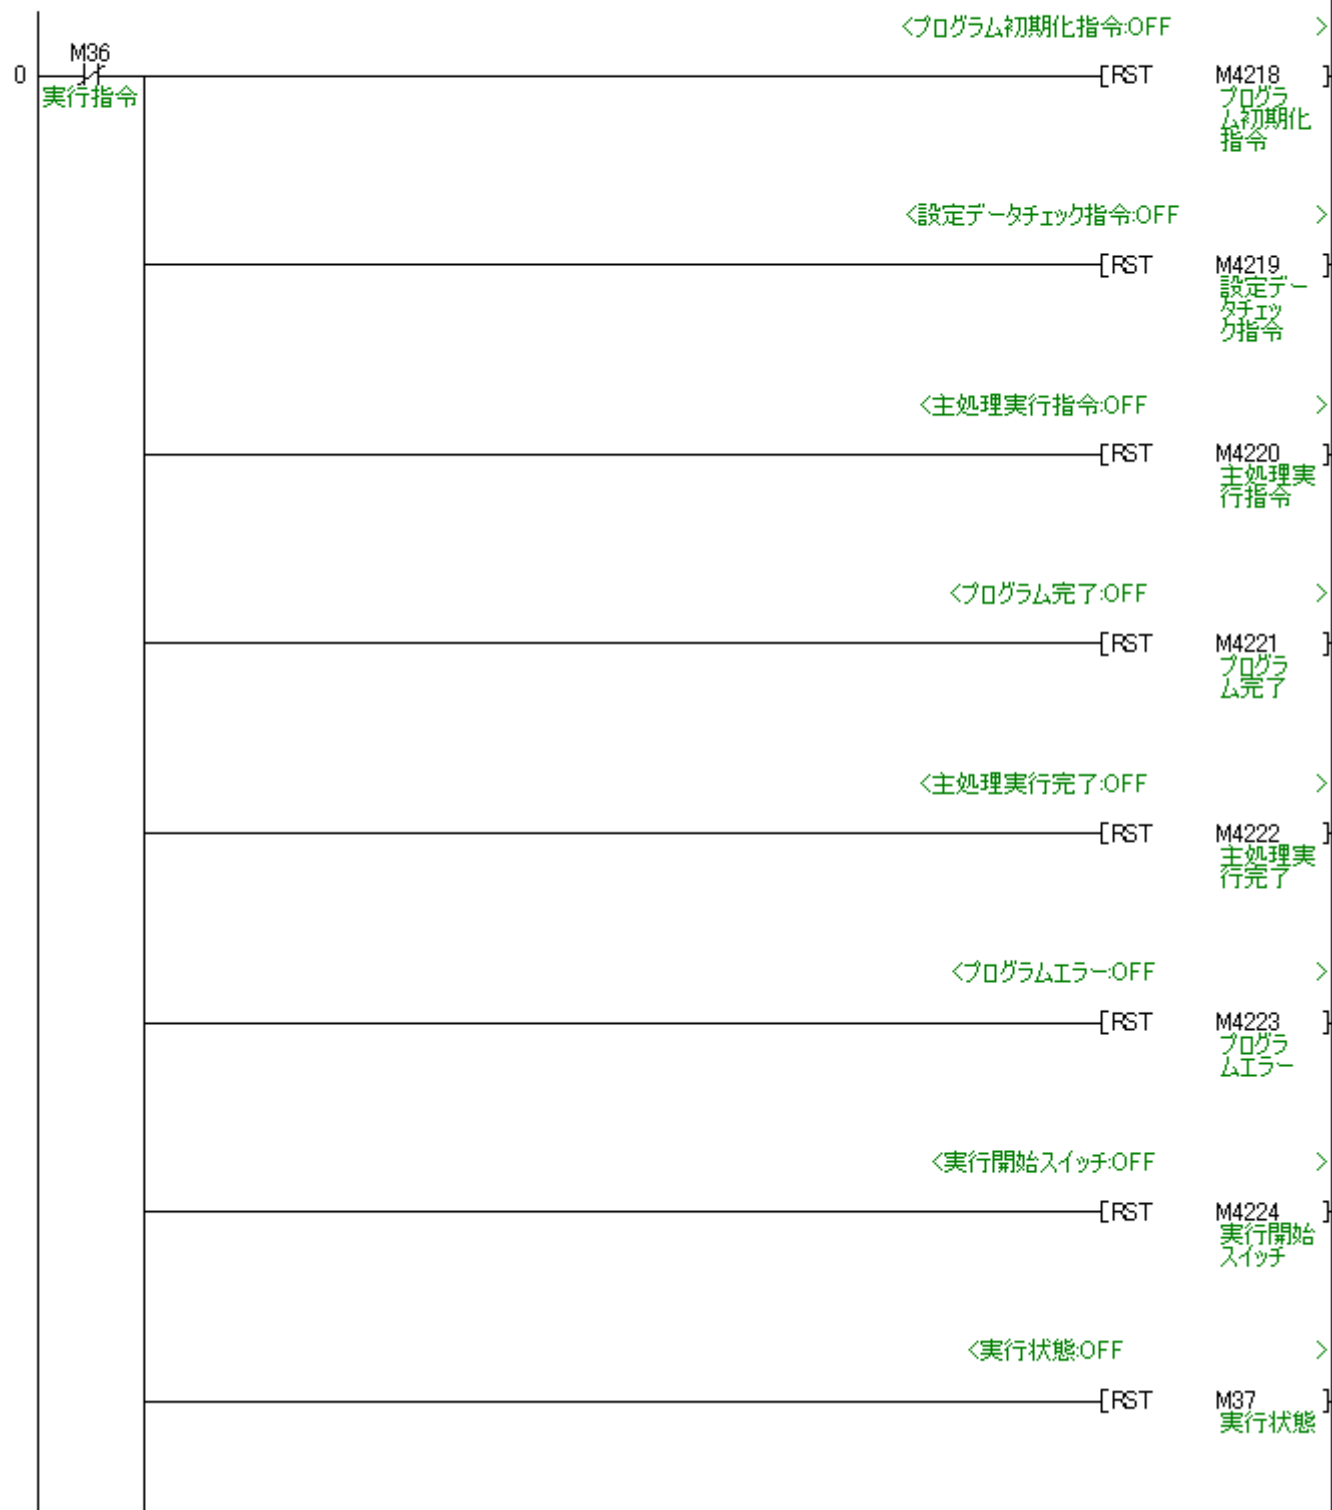 <プログラム初期化指令:OFF >
M36
0
[RST M4218 ]
実行指令
プログラ
ム初期化
指令
<設定データチェック指令:OFF >
[RST M4219 ]
設定デー
タチェッ
ク指令
<主処理実行指令:OFF >
[RST M4220 ]
主処理実
行指令
<プログラム完了:OFF >
[RST M4221 ]
プログラ
ム完了
<主処理実行完了:OFF >
[RST M4222 ]
主処理実
行完了
<プログラムエラー:OFF >
[RST M4223 ]
プログラ
ムエラー
<実行開始スイッチ:OFF >
[RST M4224 ]
実行開始
スイッチ
<実行状態:OFF >
[RST M37 ]
実行状態